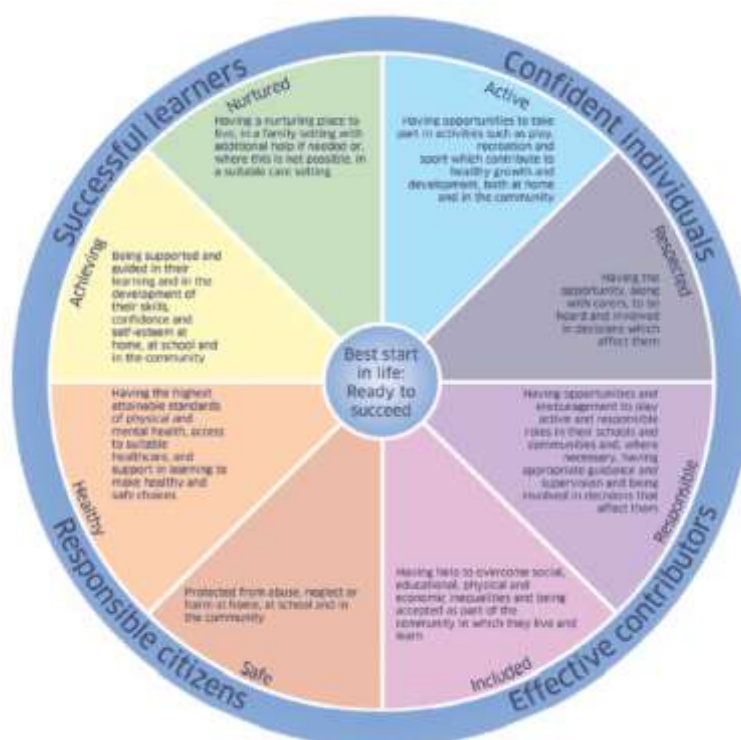 Successful learners
Confident individuals
Nurtured
Having a nurturing place to
live, in a family setting with
additional help if needed or,
where this is not possible, in
a suitable care setting
Active
Having opportunities to take
part in activities such as play,
recreation and
sport which contribute to
healthy growth and
development, both at home
and in the community
Achieving
Being supported and
guided in their
learning and in the
development of
their skills,
confidence and
self-esteem at
home, at school and
in the community
Respected
Having the
opportunity, along
with carers, to be
heard and involved
in decisions which
affect them
Best start
in life:
Ready to
succeed
Healthy
Having the highest
attainable standards
of physical and
mental health, access
to suitable
healthcare, and
support in learning to
make healthy and
safe choices
Responsible
Having opportunities and
encouragement to play
active and responsible
roles in their schools and
communities and, where
necessary, having
appropriate guidance and
supervision and being
involved in decisions that
affect them
Safe
Protected from abuse, neglect or
harm at home, at school and in
the community
Included
Having help to overcome social,
educational, physical and
economic inequalities and being
accepted as part of the
community in which they live and
learn
Responsible citizens
Effective contributors